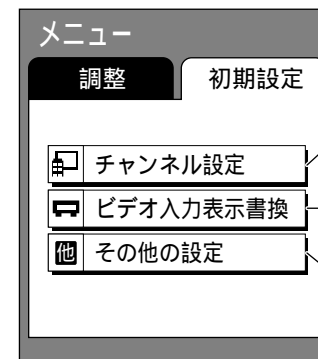 メニュー
調整 初期設定
チャンネル設定
ビデオ入力表示書換
他 その他の設定